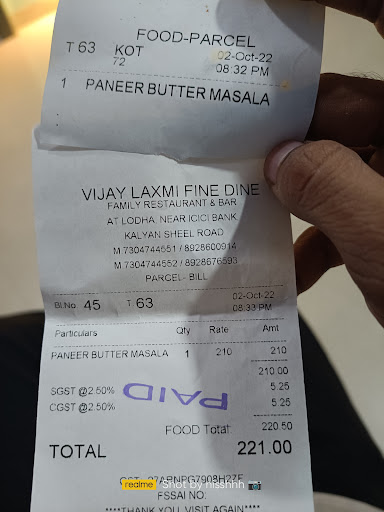 FOOD-PARCEL
T 63 KOT 02-Oct-22
72 08:32 PM
1 PANEER BUTTER MASALA
VIJAY LAXMI FINE DINE
FAMILY RESTAURANT & BAR
AT LODHA, NEAR ICICI BANK,
KALYAN SHEEL ROAD
M 7304744551 / 8928600914
M 7304744552 / 8928676593
PARCEL- BILL
Bl.No 45 T 63 02-Oct-22
08:33 PM
Particulars Qty Rate Amt
PANEER BUTTER MASALA 1 210 210
210.00
SGST @2.50% 5.25
CGST @2.50% 5.25
PAID
FOOD Total: 220.50
TOTAL 221.00
realme Shot by nisshhh
FSSAI NO:
****THANK YOU VISIT AGAIN****